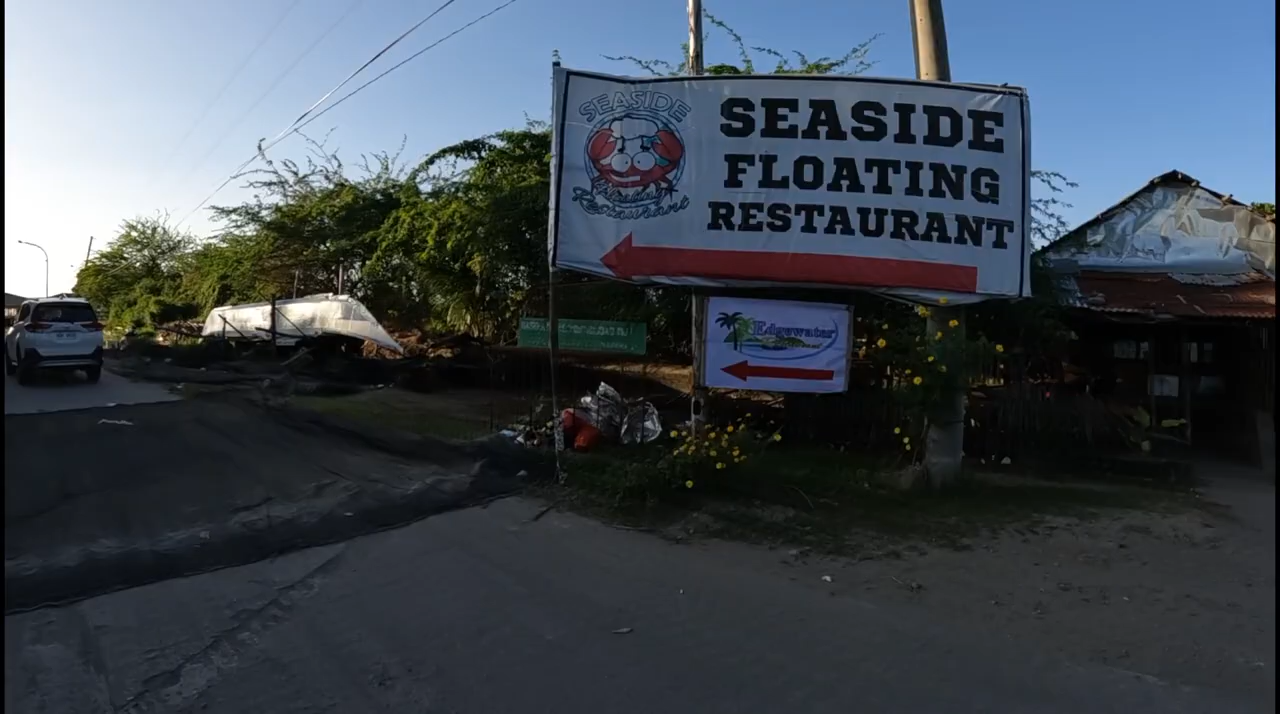 SEASIDE
Floating
Restaurant
SEASIDE
FLOATING
RESTAURANT
Edgewater